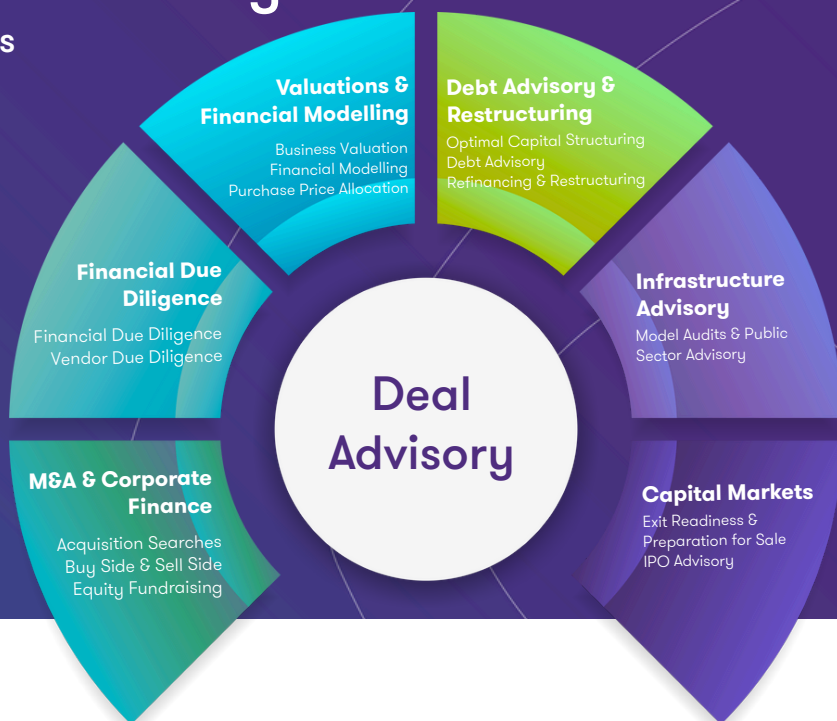 g
s
Valuations &
Financial Modelling
Business Valuation
Financial Modelling
Purchase Price Allocation
Debt Advisory &
Restructuring
Optimal Capital Structuring
Debt Advisory
Refinancing & Restructuring
Financial Due
Diligence
Financial Due Diligence
Vendor Due Diligence
Infrastructure
Advisory
Model Audits & Public
Sector Advisory
Deal
Advisory
M&A & Corporate
Finance
Acquisition Searches
Buy Side & Sell Side
Equity Fundraising
Capital Markets
Exit Readiness &
Preparation for Sale
IPO Advisory